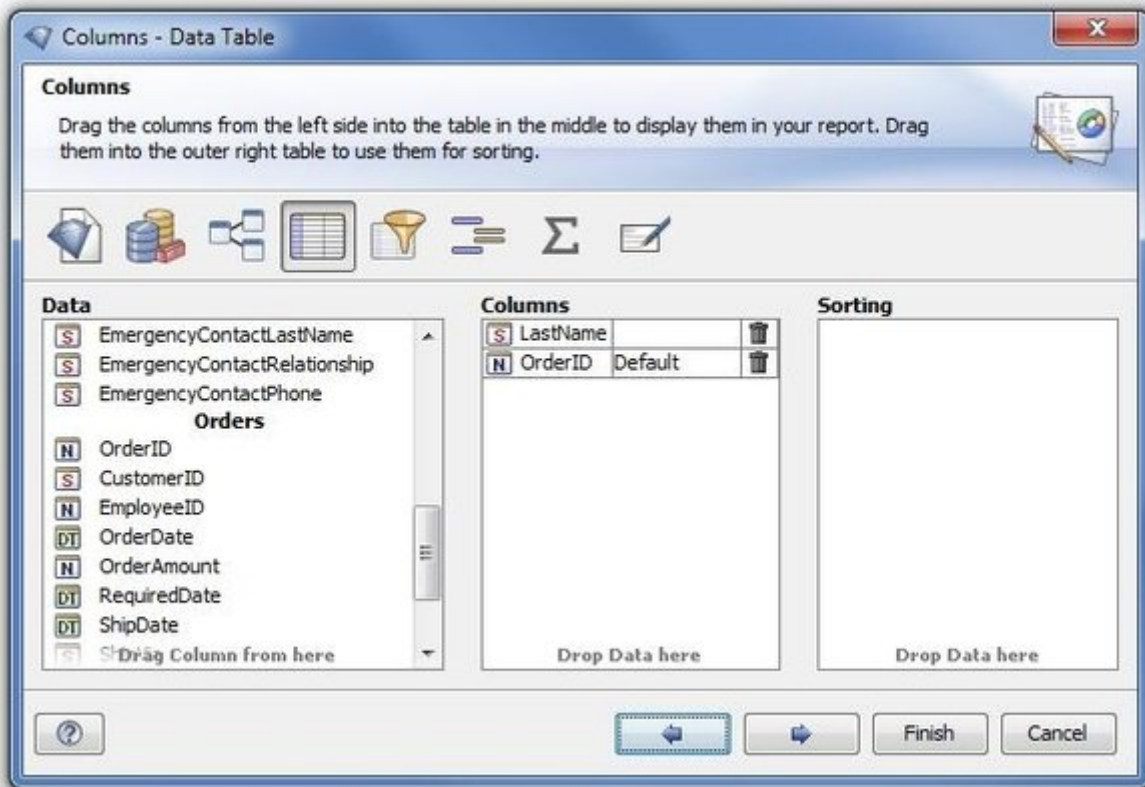 Columns - Data Table
Columns
Drag the columns from the left side into the table in the middle to display them in your report. Drag
them into the outer right table to use them for sorting.
Data
S EmergencyContactLastName
S EmergencyContactRelationship
S EmergencyContactPhone
Orders
N OrderID
S CustomerID
N EmployeeID
DT OrderDate
N OrderAmount
DT RequiredDate
DT ShipDate
S
Drag Column from here
Columns
S LastName
N OrderID Default
Drop Data here
Sorting
Drop Data here
Finish
Cancel